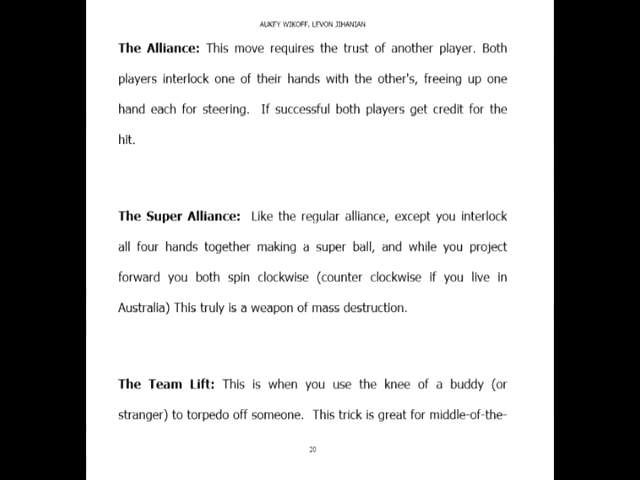 AUKEY WIKOFF, LEVON JIHANIAN
The Alliance: This move requires the trust of another player. Both
players interlock one of their hands with the other's, freeing up one
hand each for steering. If successful both players get credit for the
hit.
The Super Alliance: Like the regular alliance, except you interlock
all four hands together making a super ball, and while you project
forward you both spin clockwise (counter clockwise if you live in
Australia) This truly is a weapon of mass destruction.
The Team Lift: This is when you use the knee of a buddy (or
stranger) to torpedo off someone. This trick is great for middle-of-the-
20